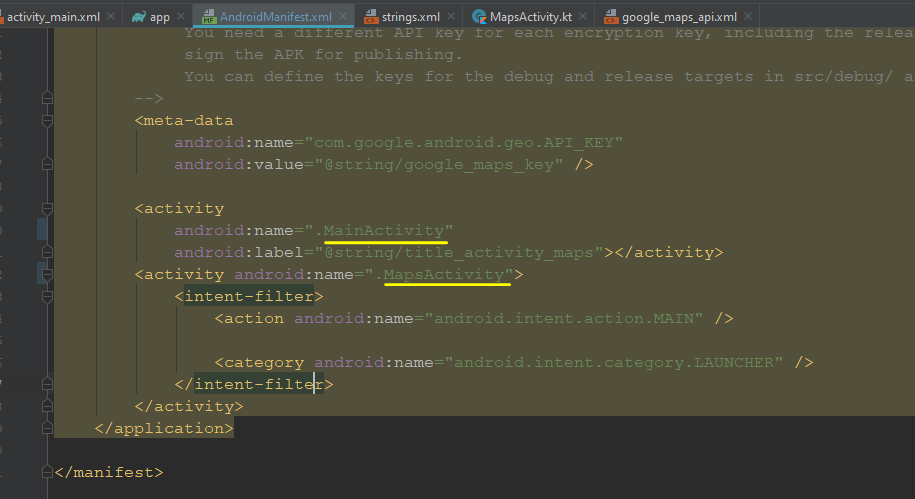 activity_main.xml app AndroidManifest.xml strings.xml MapsActivity.kt google_maps_api.xml
You need a different API key for each encryption key, including the relea
sign the APK for publishing.
You can define the keys for the debug and release targets in src/debug/ a
-->
<meta-data
android:name="com.google.android.geo.API_KEY"
android:value="@string/google_maps_key" />
<activity
android:name=".MainActivity"
android:label="@string/title_activity_maps"></activity>
<activity android:name=".MapsActivity">
<intent-filter>
<action android:name="android.intent.action.MAIN" />
<category android:name="android.intent.category.LAUNCHER" />
</intent-filter>
</activity>
</application>
</manifest>